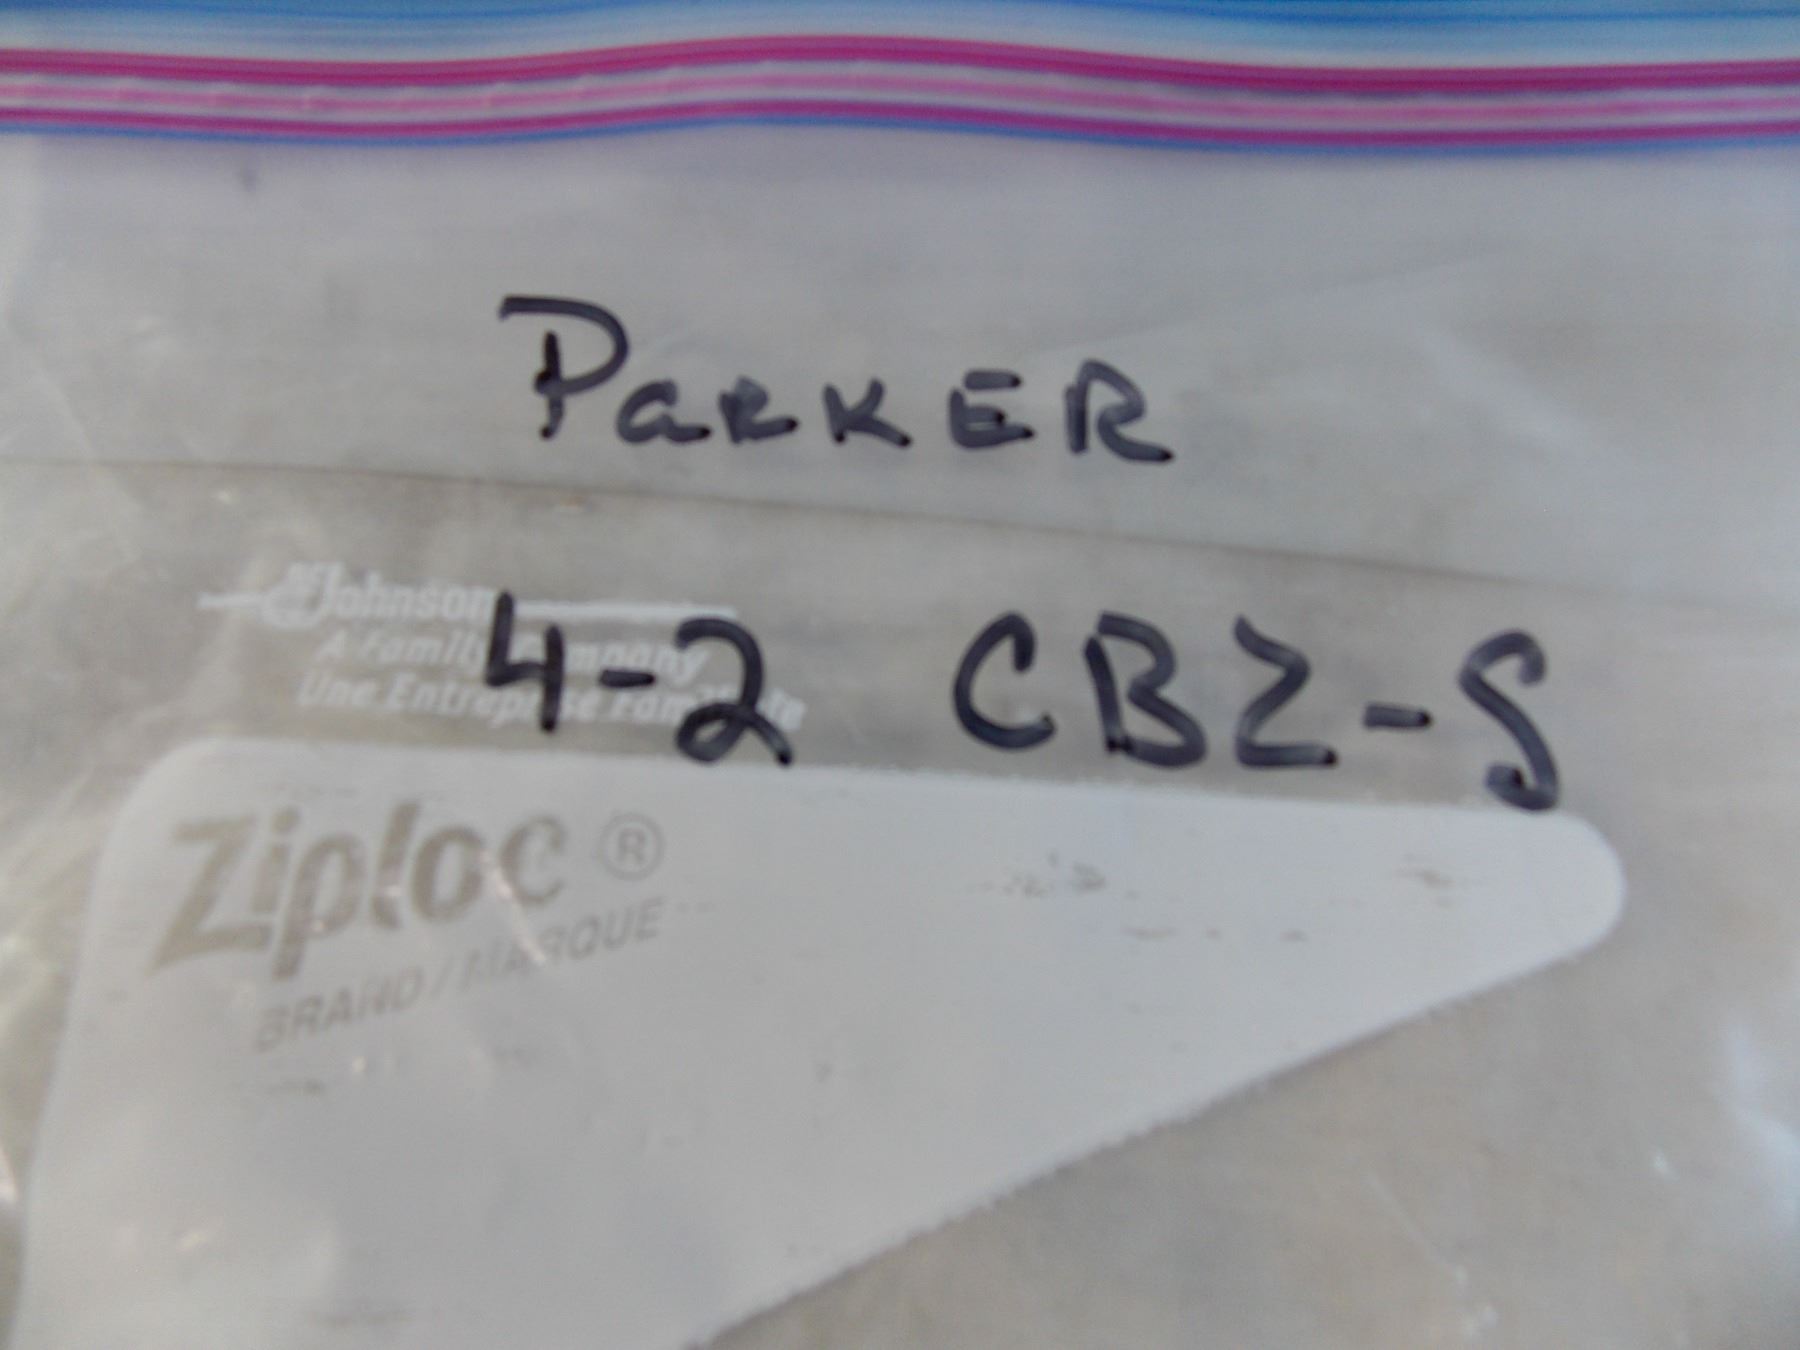 Parker
SC Johnson
A Family Company
Une Entreprise Familiale
4-2 CBZ-S
Ziploc®
BRAND/MARQUE